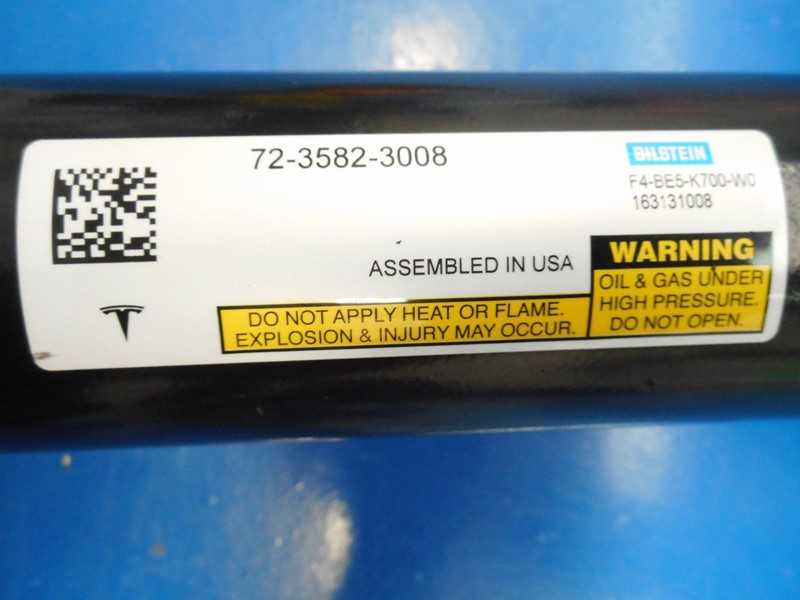 72-3582-3008
BILSTEIN
F4-BE5-K700-W0
163131008
ASSEMBLED IN USA
DO NOT APPLY HEAT OR FLAME.
EXPLOSION & INJURY MAY OCCUR.
WARNING
OIL & GAS UNDER
HIGH PRESSURE.
DO NOT OPEN.